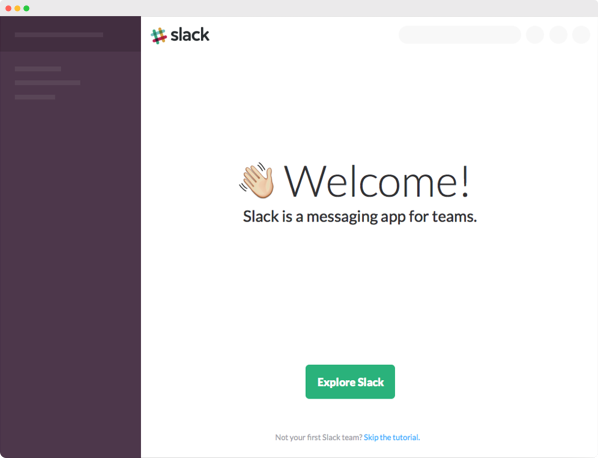 slack
Welcome!
Slack is a messaging app for teams.
Explore Slack
Not your first Slack team? Skip the tutorial.